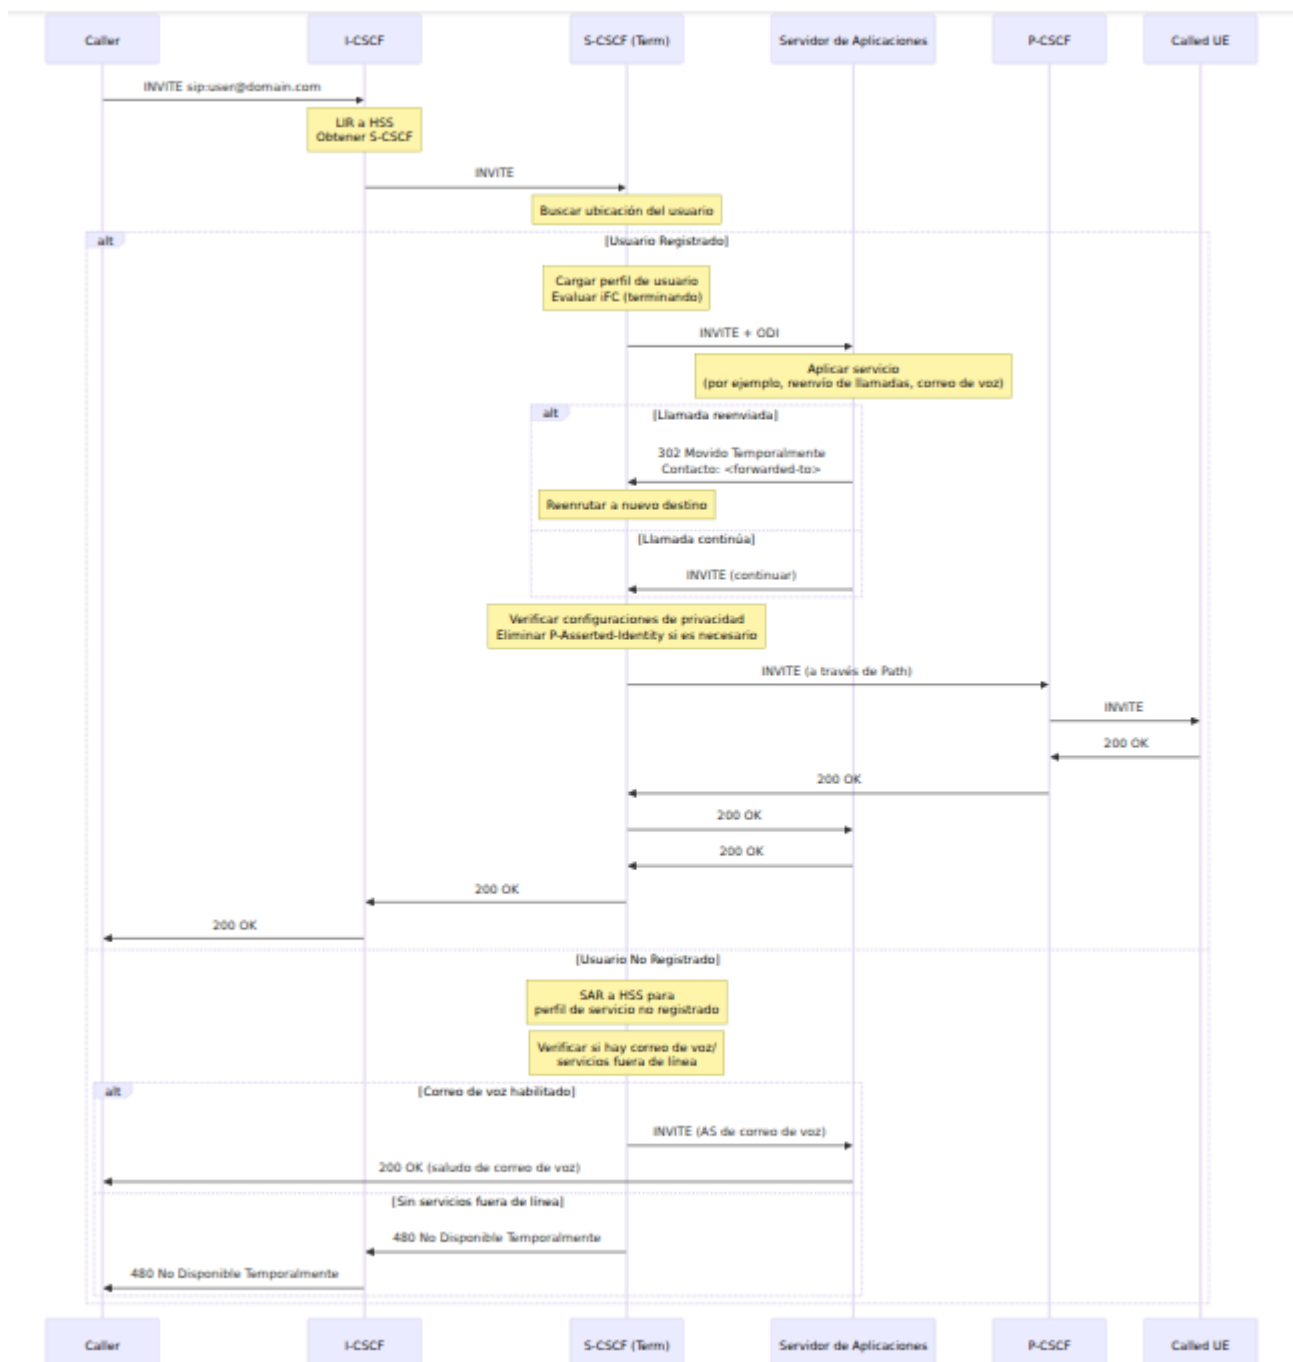 Caller
I-CSCF
S-CSCF (Term)
Servidor de Aplicaciones
P-CSCF
Called UE
INVITE sip:user@domain.com
LIR a HSS
Obtener S-CSCF
INVITE
Buscar ubicación del usuario
alt
[Usuario Registrado]
Cargar perfil de usuario
Evaluar iFC (terminando)
INVITE + ODI
Aplicar servicio
(por ejemplo, reenvío de llamadas, correo de voz)
alt
[Llamada reenviada]
302 Movido Temporalmente
Contacto: <forwarded-to>
Reenrutar a nuevo destino
[Llamada continúa]
INVITE (continuar)
Verificar configuraciones de privacidad
Eliminar P-Asserted-Identity si es necesario
INVITE (a través de Path)
INVITE
200 OK
200 OK
200 OK
200 OK
200 OK
200 OK
[Usuario No Registrado]
SAR a HSS para
perfil de servicio no registrado
Verificar si hay correo de voz/
servicios fuera de línea
alt
[Correo de voz habilitado]
INVITE (AS de correo de voz)
200 OK (saludo de correo de voz)
[Sin servicios fuera de línea]
480 No Disponible Temporalmente
480 No Disponible Temporalmente
Caller
I-CSCF
S-CSCF (Term)
Servidor de Aplicaciones
P-CSCF
Called UE